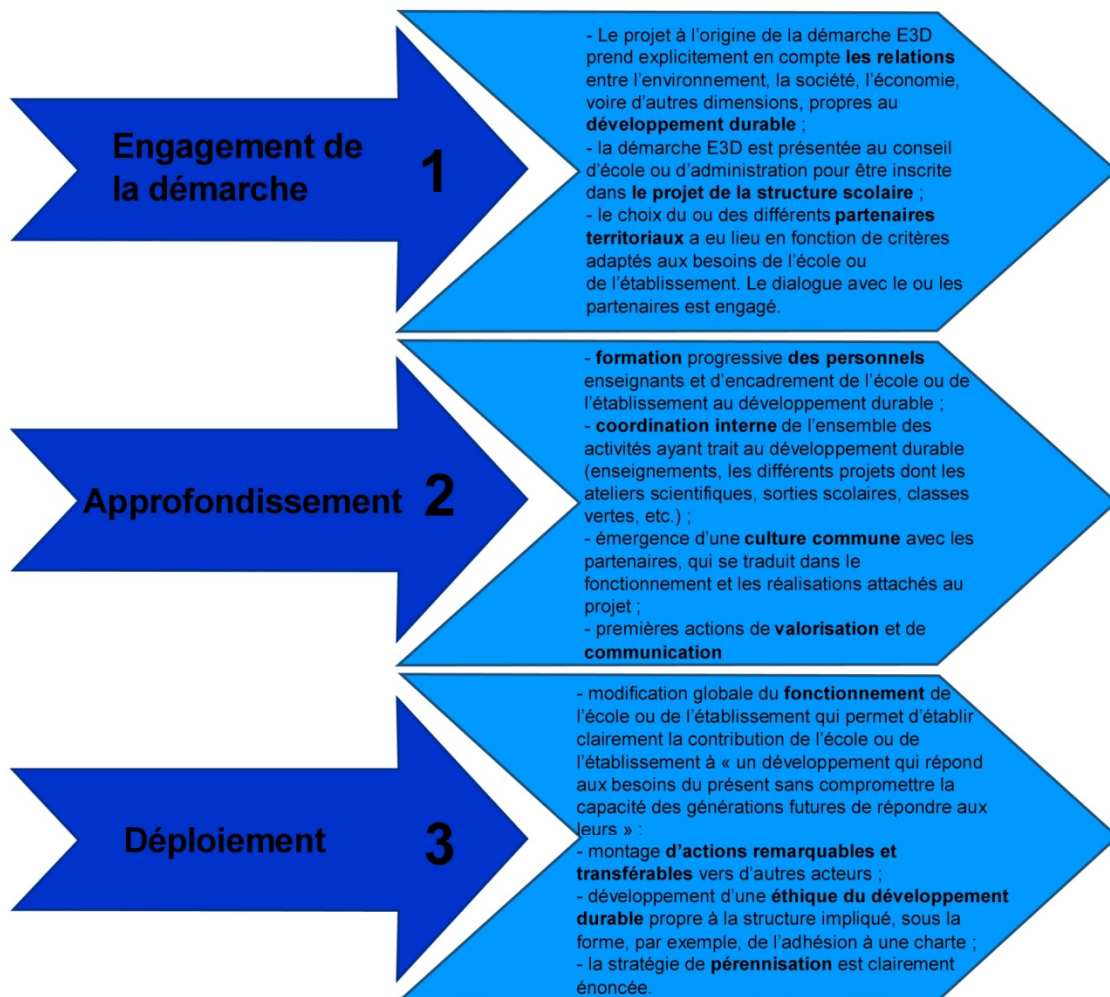 Engagement de
la démarche
1
- Le projet à l'origine de la démarche E3D
prend explicitement en compte les relations
entre l'environnement, la société, l'économie,
voire d'autres dimensions, propres au
développement durable ;
- la démarche E3D est présentée au conseil
d'école ou d'administration pour être inscrite
dans le projet de la structure scolaire ;
- le choix du ou des différents partenaires
territoriaux a eu lieu en fonction de critères
adaptés aux besoins de l'école ou
de l'établissement. Le dialogue avec le ou les
partenaires est engagé.
Approfondissement
2
- formation progressive des personnels
enseignants et d'encadrement de l'école ou de
l'établissement au développement durable ;
- coordination interne de l'ensemble des
activités ayant trait au développement durable
(enseignements, les différents projets dont les
ateliers scientifiques, sorties scolaires, classes
vertes, etc.) ;
- émergence d'une culture commune avec les
partenaires, qui se traduit dans le
fonctionnement et les réalisations attachés au
projet ;
- premières actions de valorisation et de
communication
Déploiement
3
- modification globale du fonctionnement de
l'école ou de l'établissement qui permet d'établir
clairement la contribution de l'école ou de
l'établissement à « un développement qui répond
aux besoins du présent sans compromettre la
capacité des générations futures de répondre aux
leurs » :
- montage d'actions remarquables et
transférables vers d'autres acteurs ;
- développement d'une éthique du développement
durable propre à la structure impliqué, sous la
forme, par exemple, de l'adhésion à une charte ;
- la stratégie de pérennisation est clairement
énoncée.